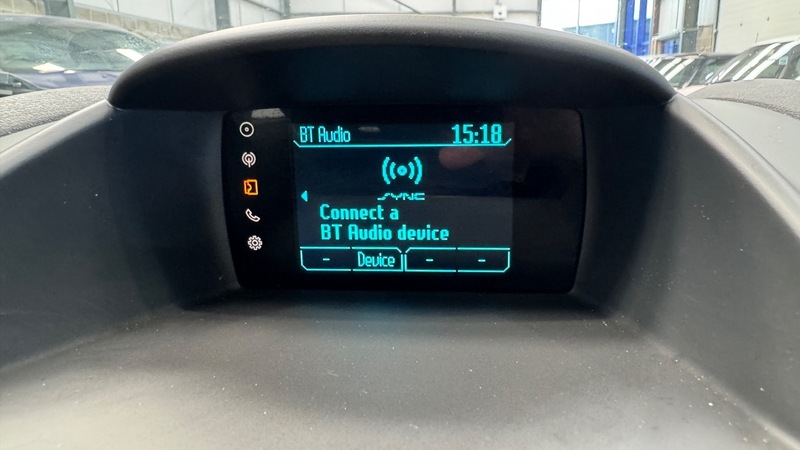 BT Audio 15:18
SYNC
Connect a
BT Audio device
- Device - -